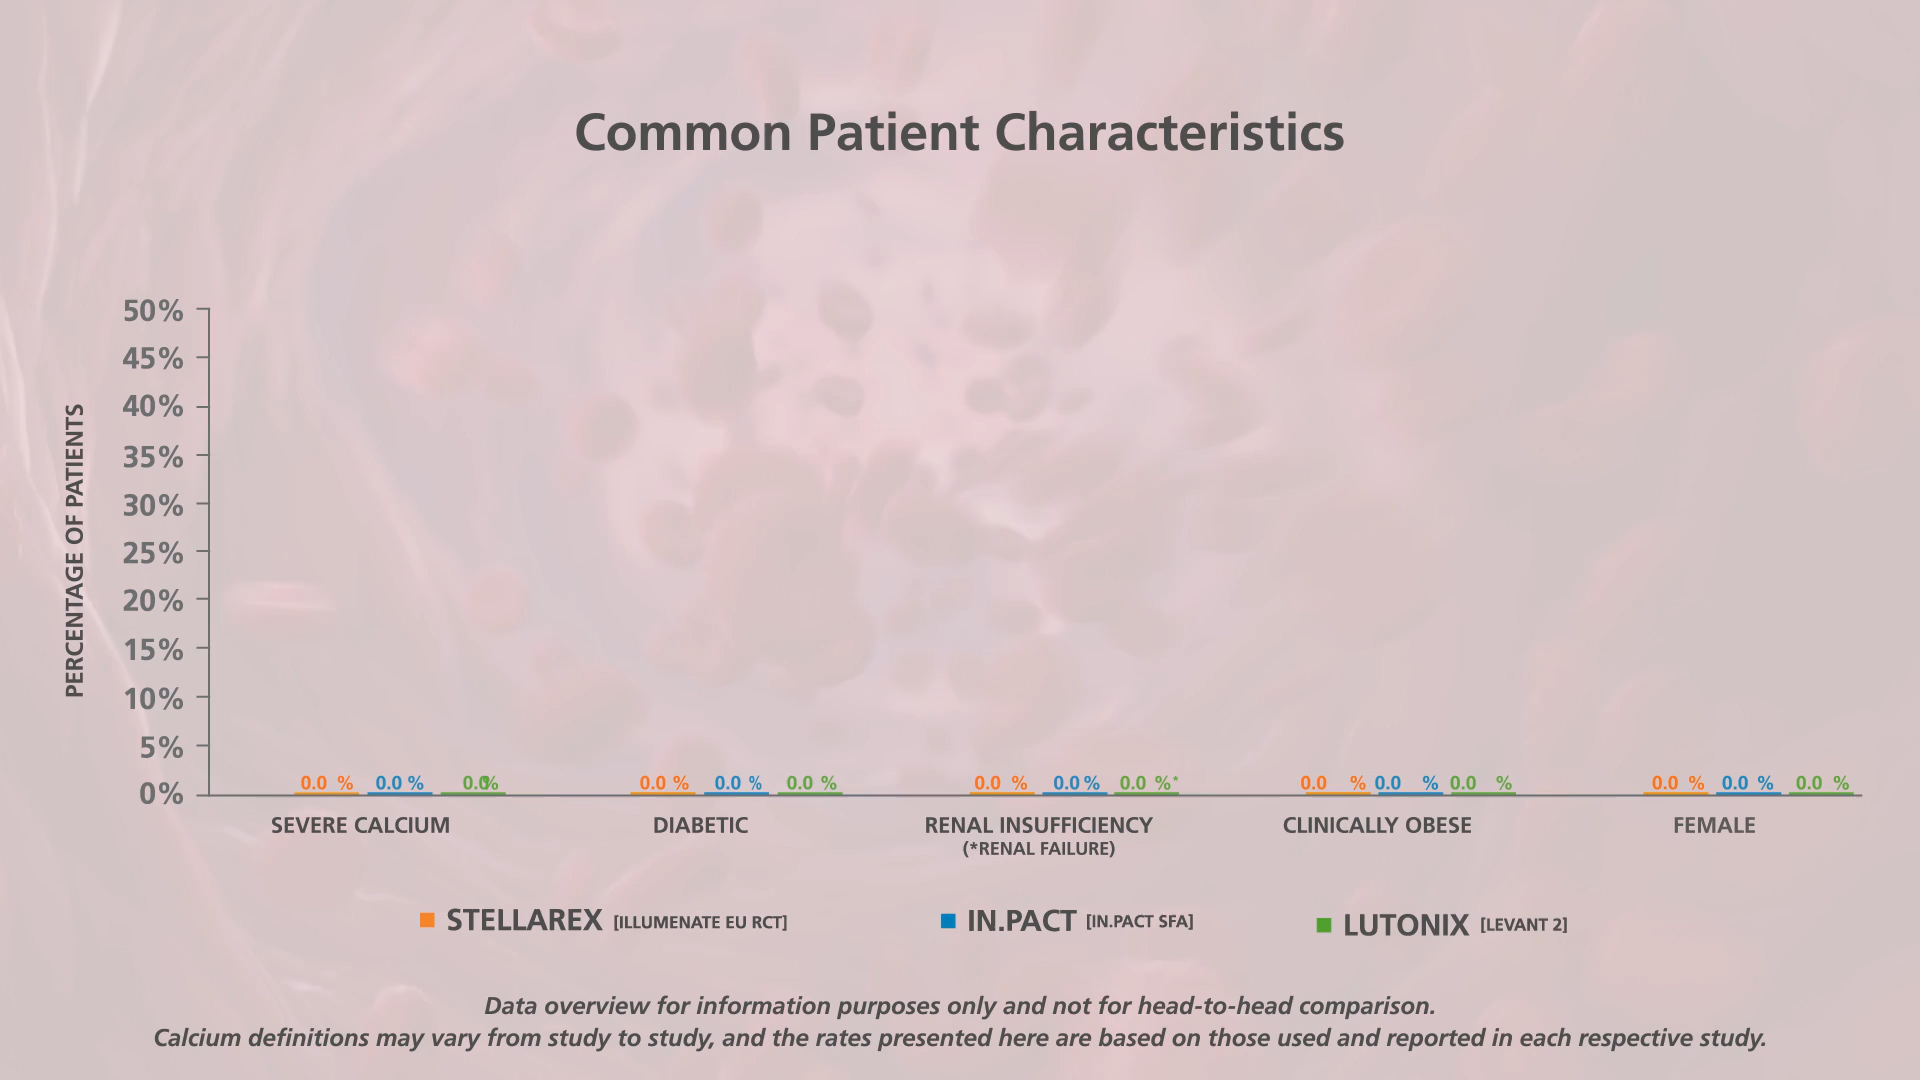 Common Patient Characteristics
PERCENTAGE OF PATIENTS
50%
45%
40%
35%
30%
25%
20%
15%
10%
5%
0%
0.0 % 0.0 % 0.0%
0.0 % 0.0 % 0.0 %
0.0 % 0.0 % 0.0 %*
0.0 % 0.0 % 0.0 %
0.0 % 0.0 % 0.0 %
SEVERE CALCIUM
DIABETIC
RENAL INSUFFICIENCY
(*RENAL FAILURE)
CLINICALLY OBESE
FEMALE
STELLAREX [ILLUMENATE EU RCT]
IN.PACT [IN.PACT SFA]
LUTONIX [LEVANT 2]
Data overview for information purposes only and not for head-to-head comparison.
Calcium definitions may vary from study to study, and the rates presented here are based on those used and reported in each respective study.